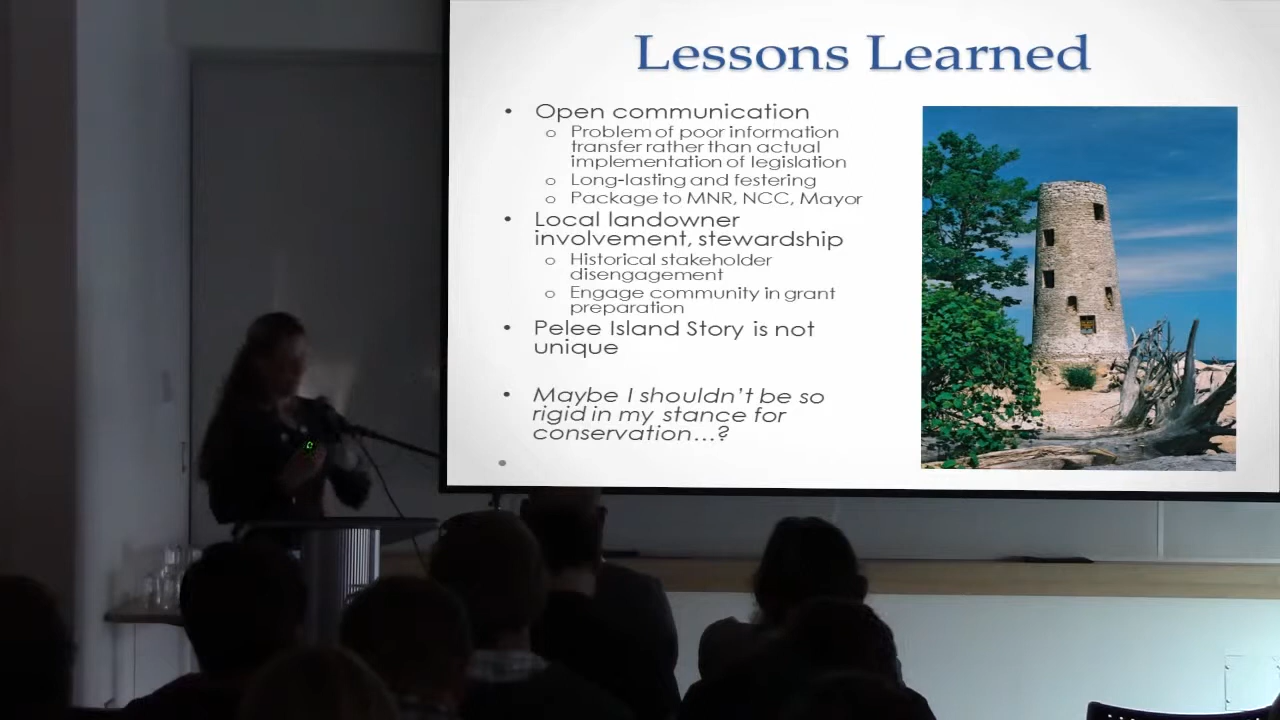 Lessons Learned
• Open communication
o Problem of poor information
transfer rather than actual
implementation of legislation
o Long-lasting and festering
o Package to MNR, NCC, Mayor
• Local landowner
involvement, stewardship
o Historical stakeholder
disengagement
o Engage community in grant
preparation
• Pelee Island Story is not
unique
• Maybe I shouldn't be so
rigid in my stance for
conservation...?
•